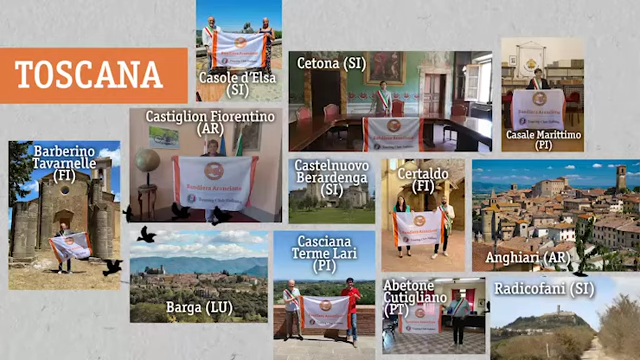 TOSCANA
Casole d'Elsa
(SI)
Cetona (SI)
Casale Marittimo
(PI)
Castiglion Fiorentino
(AR)
Barberino
Tavarnelle
(FI)
Castelnuovo
Berardenga
(SI)
Certaldo
(FI)
Anghiari (AR)
Barga (LU)
Casciana
Terme Lari
(PI)
Abetone
Cutigliano
(PT)
Radicofani (SI)
Bandiera Arancione